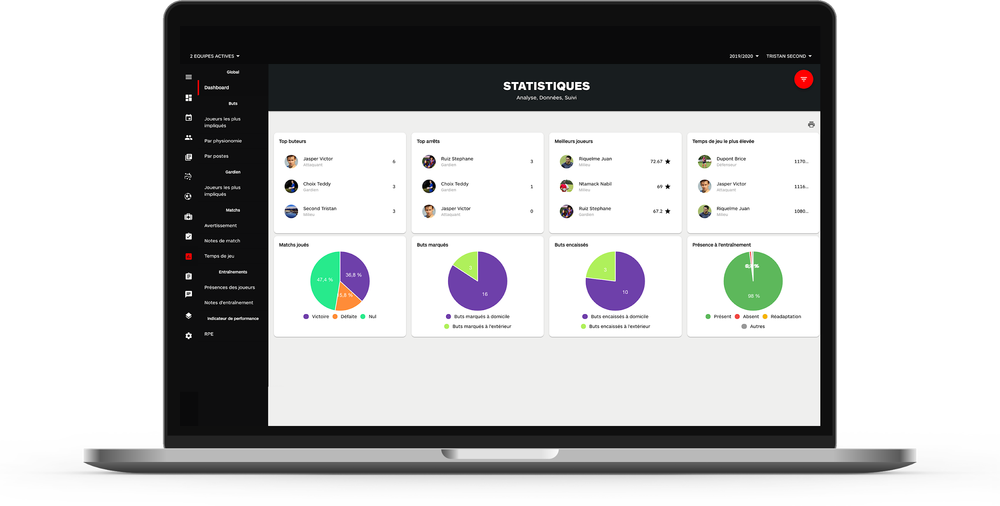 2 EQUIPES ACTIVES
2019/2020
TRISTAN SECOND
Global
Dashboard
Buts
Joueurs les plus
impliqués
Par physionomie
Par postes
Gardien
Joueurs les plus
impliqués
Matchs
Avertissement
Notes de match
Temps de jeu
Entraînements
Présences des joueurs
Notes d'entraînement
Indicateur de performance
RPE
STATISTIQUES
Analyse, Données, Suivi
Top buteurs
Jasper Victor
Attaquant
6
Choix Teddy
Gardien
3
Second Tristan
Milieu
3
Top arrêts
Ruiz Stephane
Gardien
3
Choix Teddy
Gardien
1
Jasper Victor
Attaquant
0
Meilleurs joueurs
Riquelme Juan
Milieu
72.67
Ntamack Nabil
Milieu
69
Ruiz Stephane
Gardien
67.2
Temps de jeu le plus élevée
Dupont Brice
Défenseur
1170...
Jasper Victor
Attaquant
1116...
Riquelme Juan
Milieu
1080...
Matchs joués
47,4 %
36,8 %
15,8 %
Victoire
Défaite
Nul
Buts marqués
3
16
Buts marqués à domicile
Buts marqués à l'extérieur
Buts encaissés
3
10
Buts encaissés à domicile
Buts encaissés à l'extérieur
Présence à l'entraînement
98 %
Présent
Absent
Réadaptation
Autres